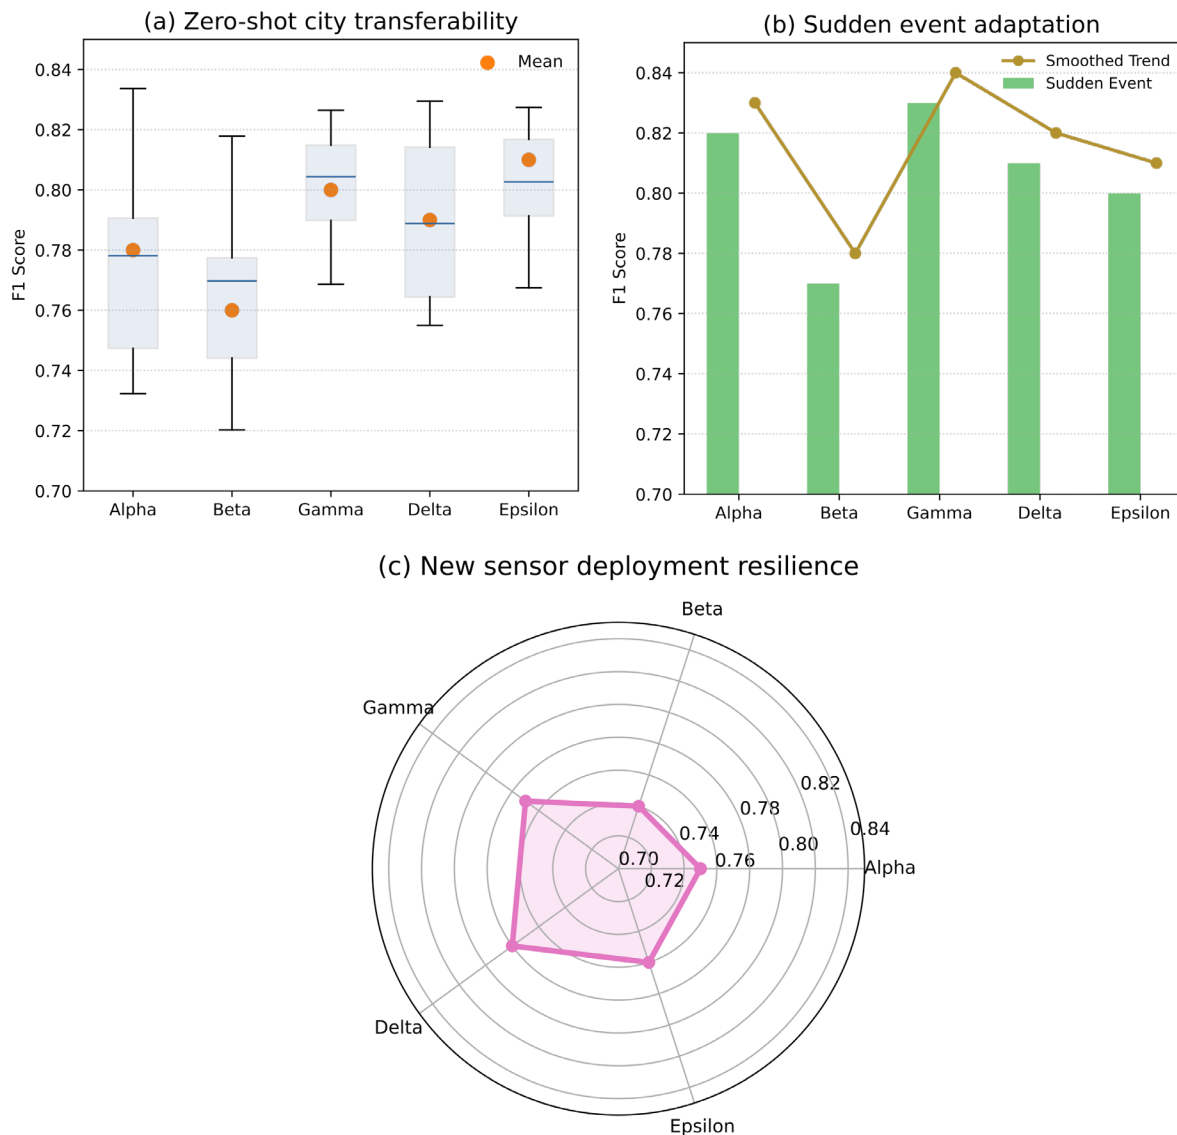 (a) Zero-shot city transferability
Mean
F1 Score
0.84
0.82
0.80
0.78
0.76
0.74
0.72
0.70
Alpha
Beta
Gamma
Delta
Epsilon
(b) Sudden event adaptation
Smoothed Trend
Sudden Event
F1 Score
0.84
0.82
0.80
0.78
0.76
0.74
0.72
0.70
Alpha
Beta
Gamma
Delta
Epsilon
(c) New sensor deployment resilience
Beta
Gamma
0.82
0.78
0.84
0.74
0.80
0.76
0.70
Alpha
0.72
Delta
Epsilon